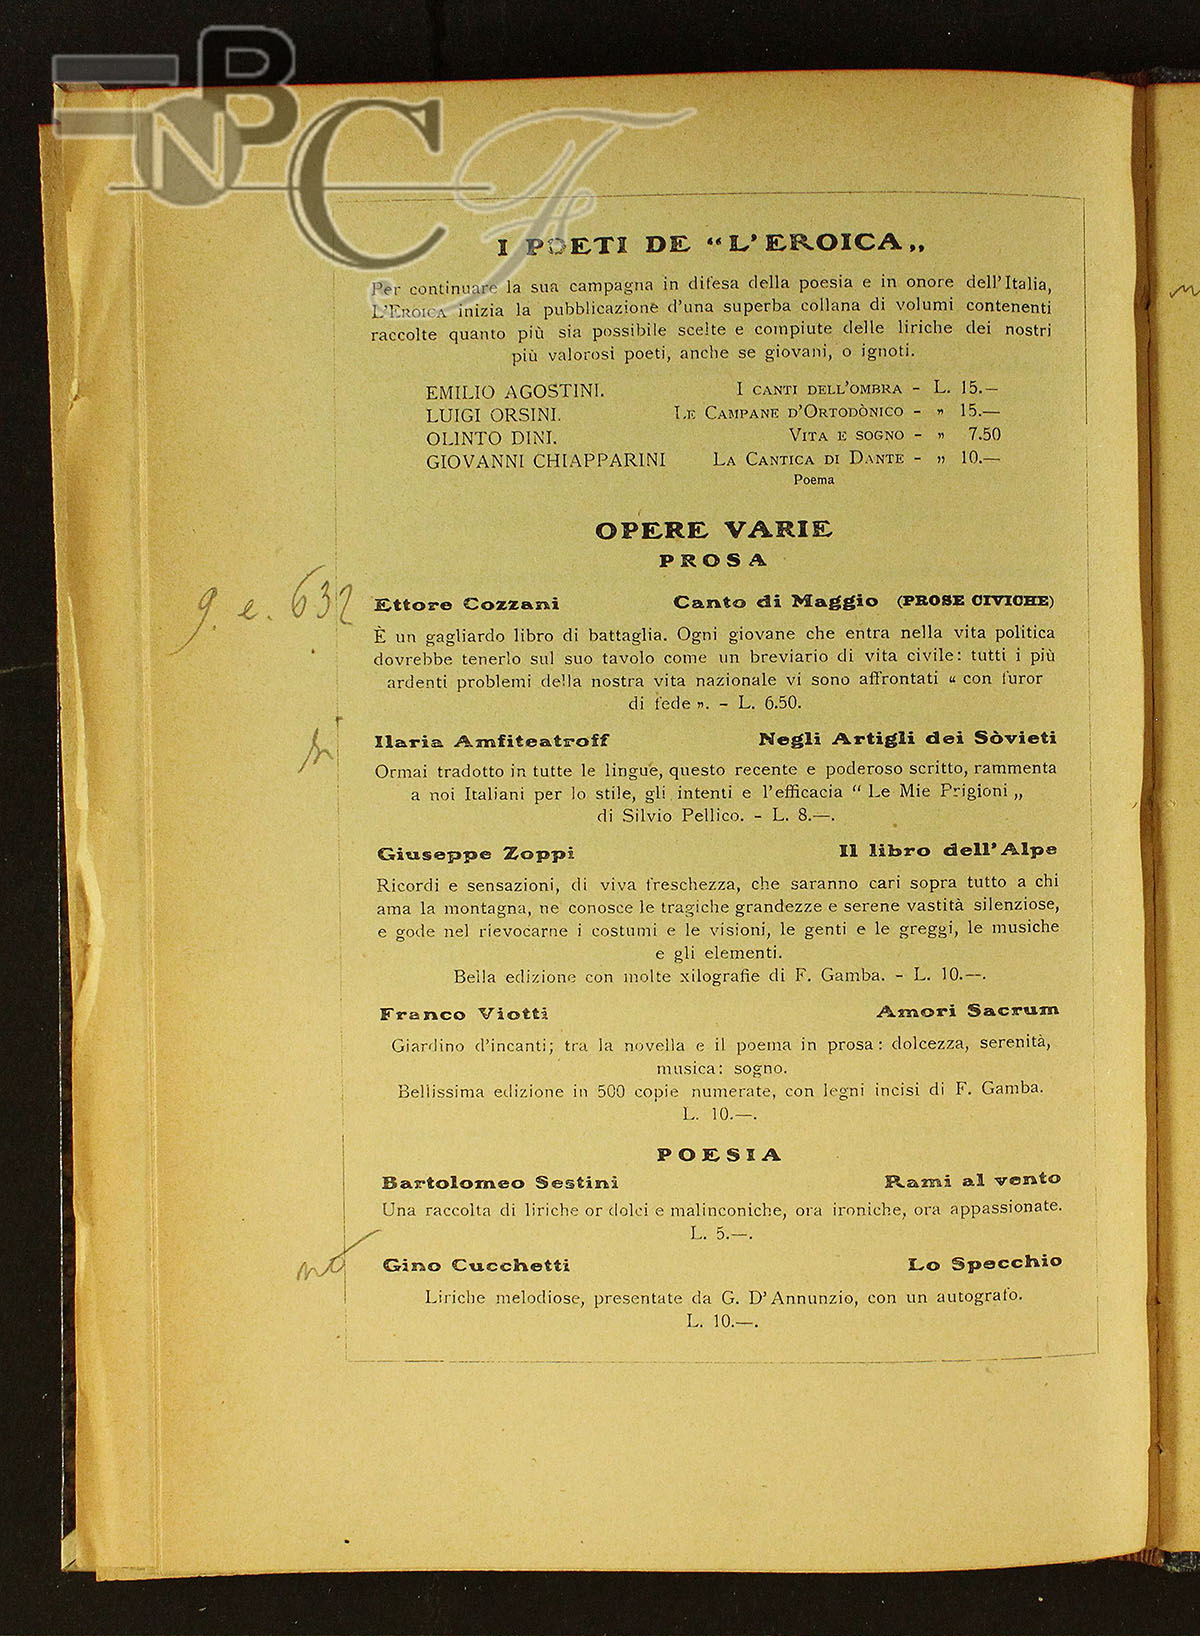 BNCF
I POETI DE “L'EROICA„
Per continuare la sua campagna in difesa della poesia e in onore dell'Italia,
L'EROICA inizia la pubblicazione d'una superba collana di volumi contenenti
raccolte quanto più sia possibile scelte e compiute delle liriche dei nostri
più valorosi poeti, anche se giovani, o ignoti.
EMILIO AGOSTINI. I CANTI DELL'OMBRA - L. 15.—
LUIGI ORSINI. LE CAMPANE D'ORTODÒNICO - „ 15.—
OLINTO DINI. VITA E SOGNO - „ 7.50
GIOVANNI CHIAPPARINI LA CANTICA DI DANTE - „ 10.—
Poema
OPERE VARIE
PROSA
g. e. 632
Ettore Cozzani Canto di Maggio (PROSE CIVICHE)
È un gagliardo libro di battaglia. Ogni giovane che entra nella vita politica
dovrebbe tenerlo sul suo tavolo come un breviario di vita civile: tutti i più
ardenti problemi della nostra vita nazionale vi sono affrontati “ con furor
di fede ”. - L. 6.50.
Ilaria Amfiteatroff Negli Artigli dei Sòvieti
Ormai tradotto in tutte le lingue, questo recente e poderoso scritto, rammenta
a noi Italiani per lo stile, gli intenti e l'efficacia “ Le Mie Prigioni „
di Silvio Pellico. - L. 8.—.
Giuseppe Zoppi Il libro dell'Alpe
Ricordi e sensazioni, di viva freschezza, che saranno cari sopra tutto a chi
ama la montagna, ne conosce le tragiche grandezze e serene vastità silenziose,
e gode nel rievocarne i costumi e le visioni, le genti e le greggi, le musiche
e gli elementi.
Bella edizione con molte xilografie di F. Gamba. - L. 10.—.
Franco Viotti Amori Sacrum
Giardino d'incanti; tra la novella e il poema in prosa: dolcezza, serenità,
musica: sogno.
Bellissima edizione in 500 copie numerate, con legni incisi di F. Gamba.
L. 10.—.
POESIA
Bartolomeo Sestini Rami al vento
Una raccolta di liriche or dolci e malinconiche, ora ironiche, ora appassionate.
L. 5.—.
no
Gino Cucchetti Lo Specchio
Liriche melodiose, presentate da G. D'Annunzio, con un autografo.
L. 10.—.